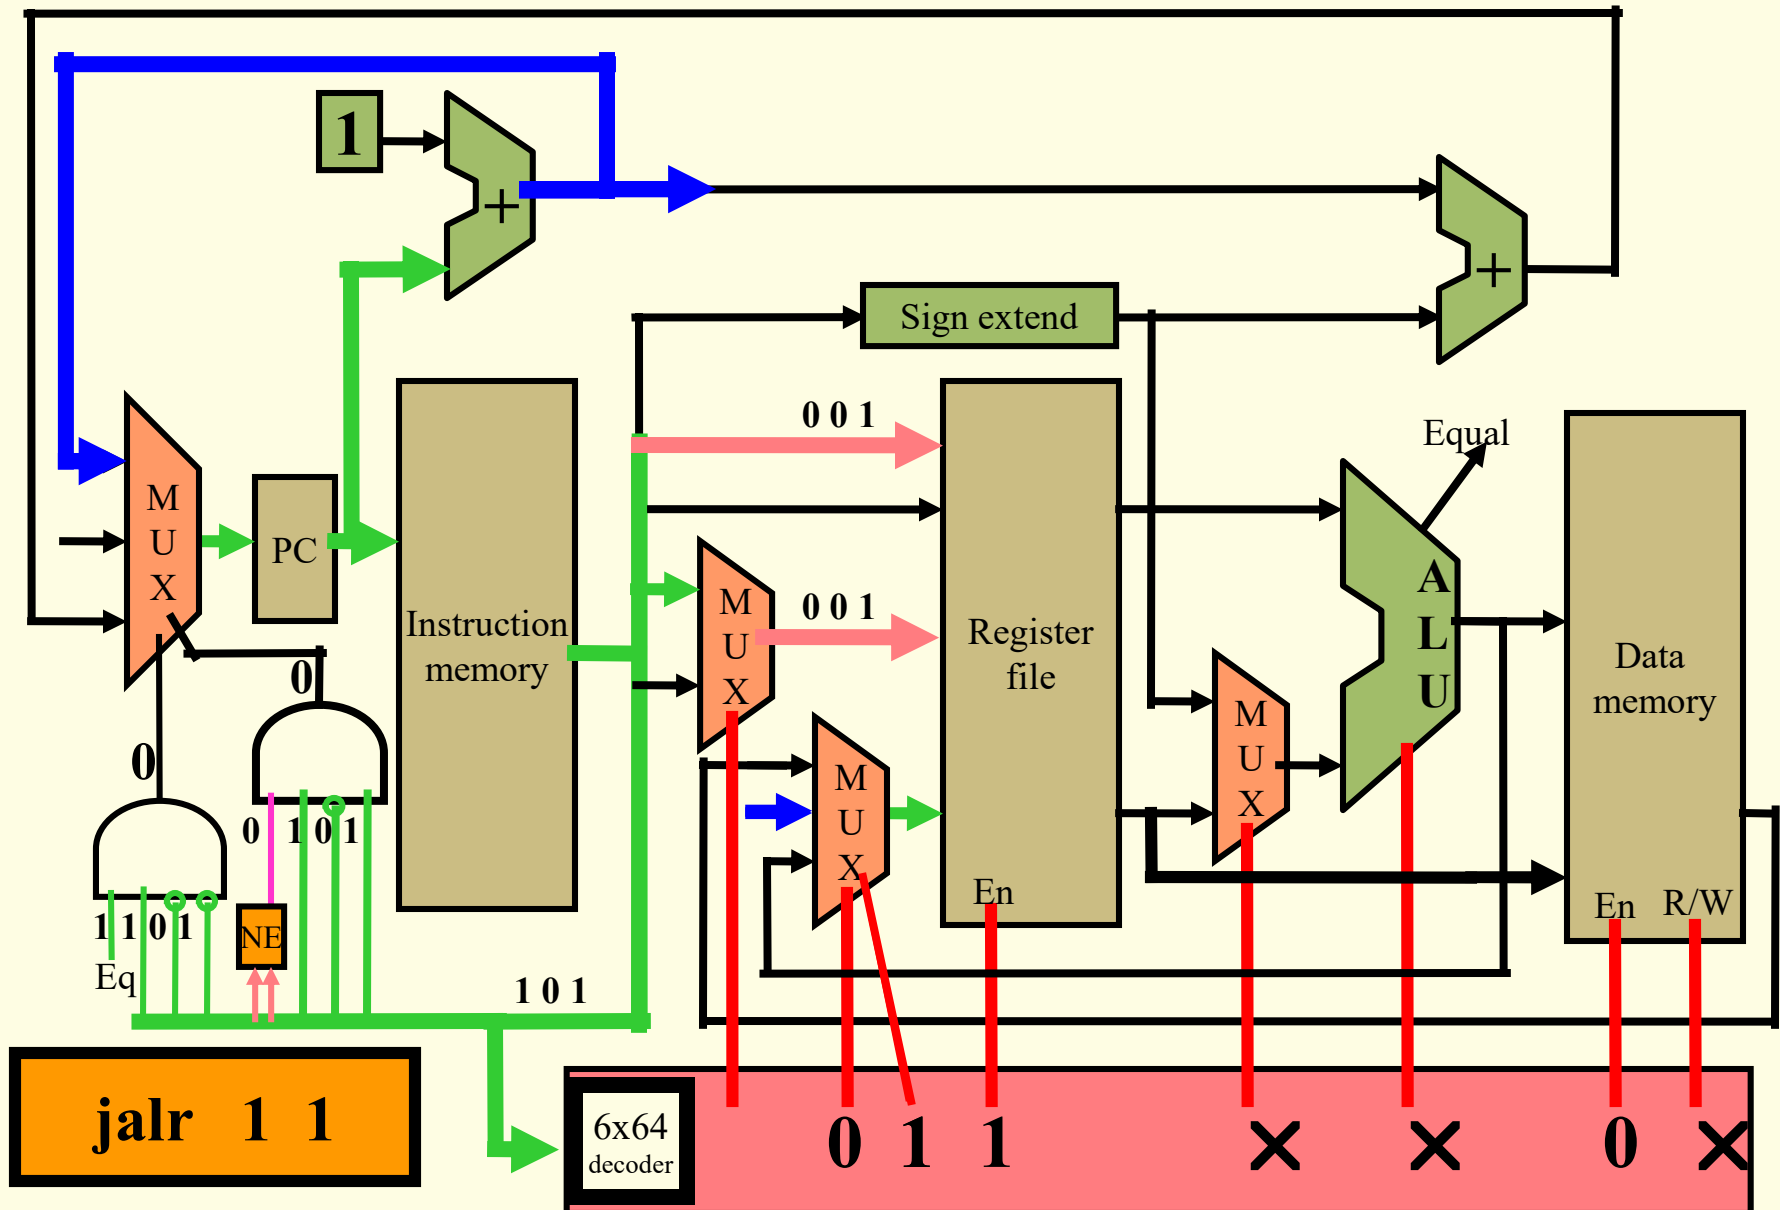 1
+
+
Sign extend
0 0 1
Equal
M
U
X
PC
Instruction
memory
M
U
X
0 0 1
Register
file
En
A
L
U
M
U
X
Data
memory
En
R/W
0
0
M
U
X
0 1 0 1
1 1 0 1
NE
Eq
1 0 1
jalr 1 1
6x64
decoder
0 1 1 × × 0 ×